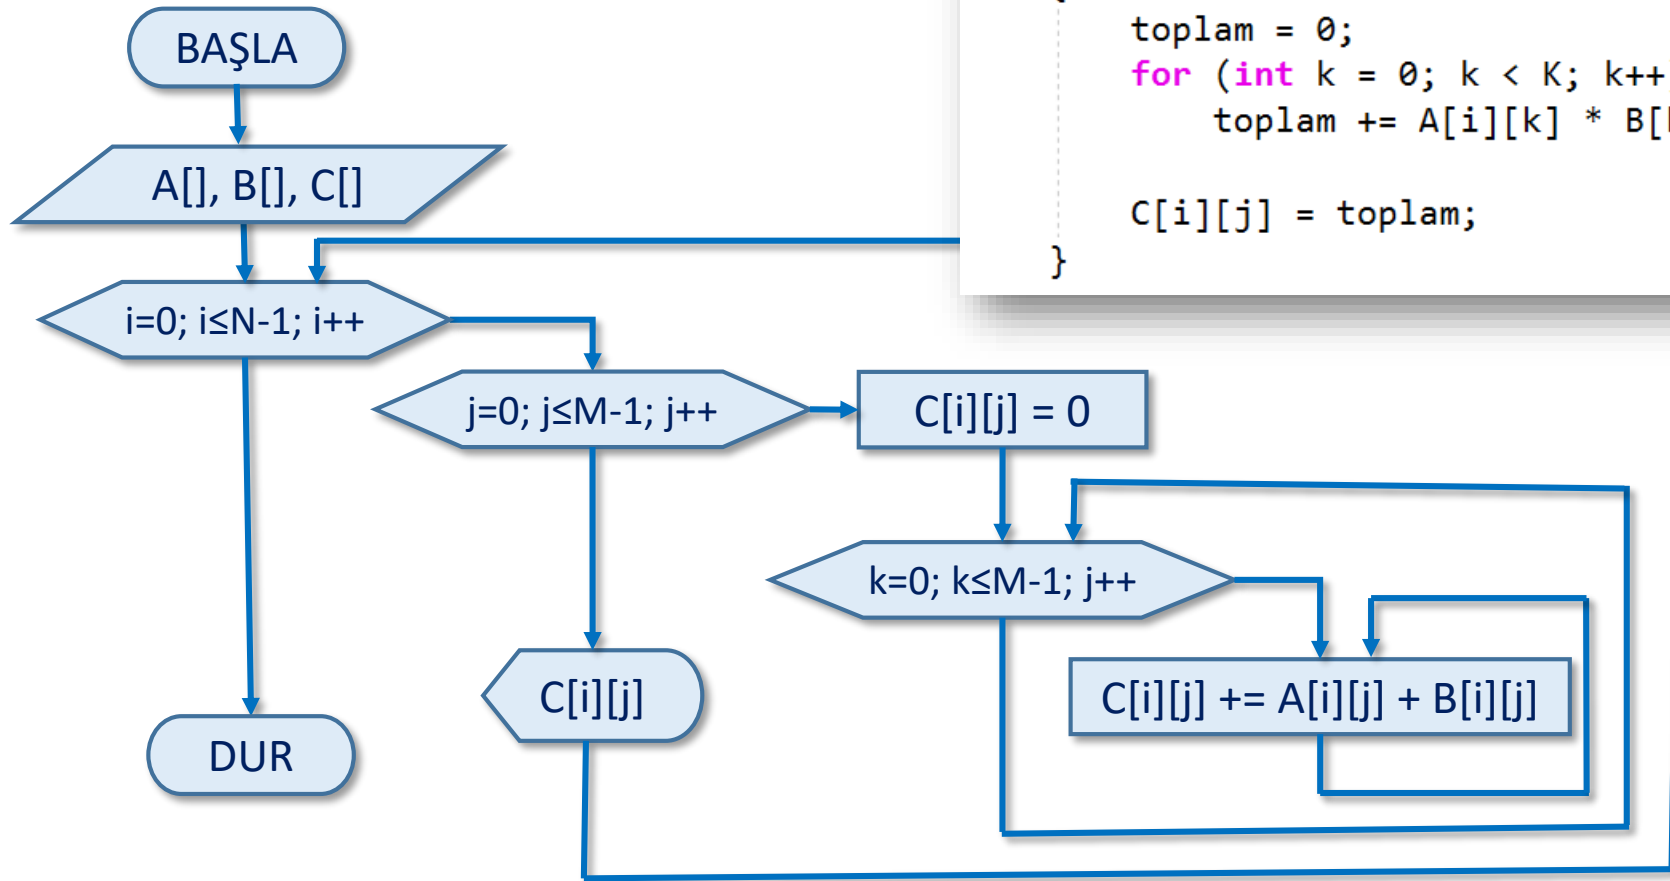 BAŞLA
A[], B[], C[]
i=0; i≤N-1; i++
j=0; j≤M-1; j++
C[i][j] = 0
k=0; k≤M-1; j++
C[i][j] += A[i][j] + B[i][j]
C[i][j]
DUR
toplam = 0;
for (int k = 0; k < K; k++
toplam += A[i][k] * B[
C[i][j] = toplam;
}